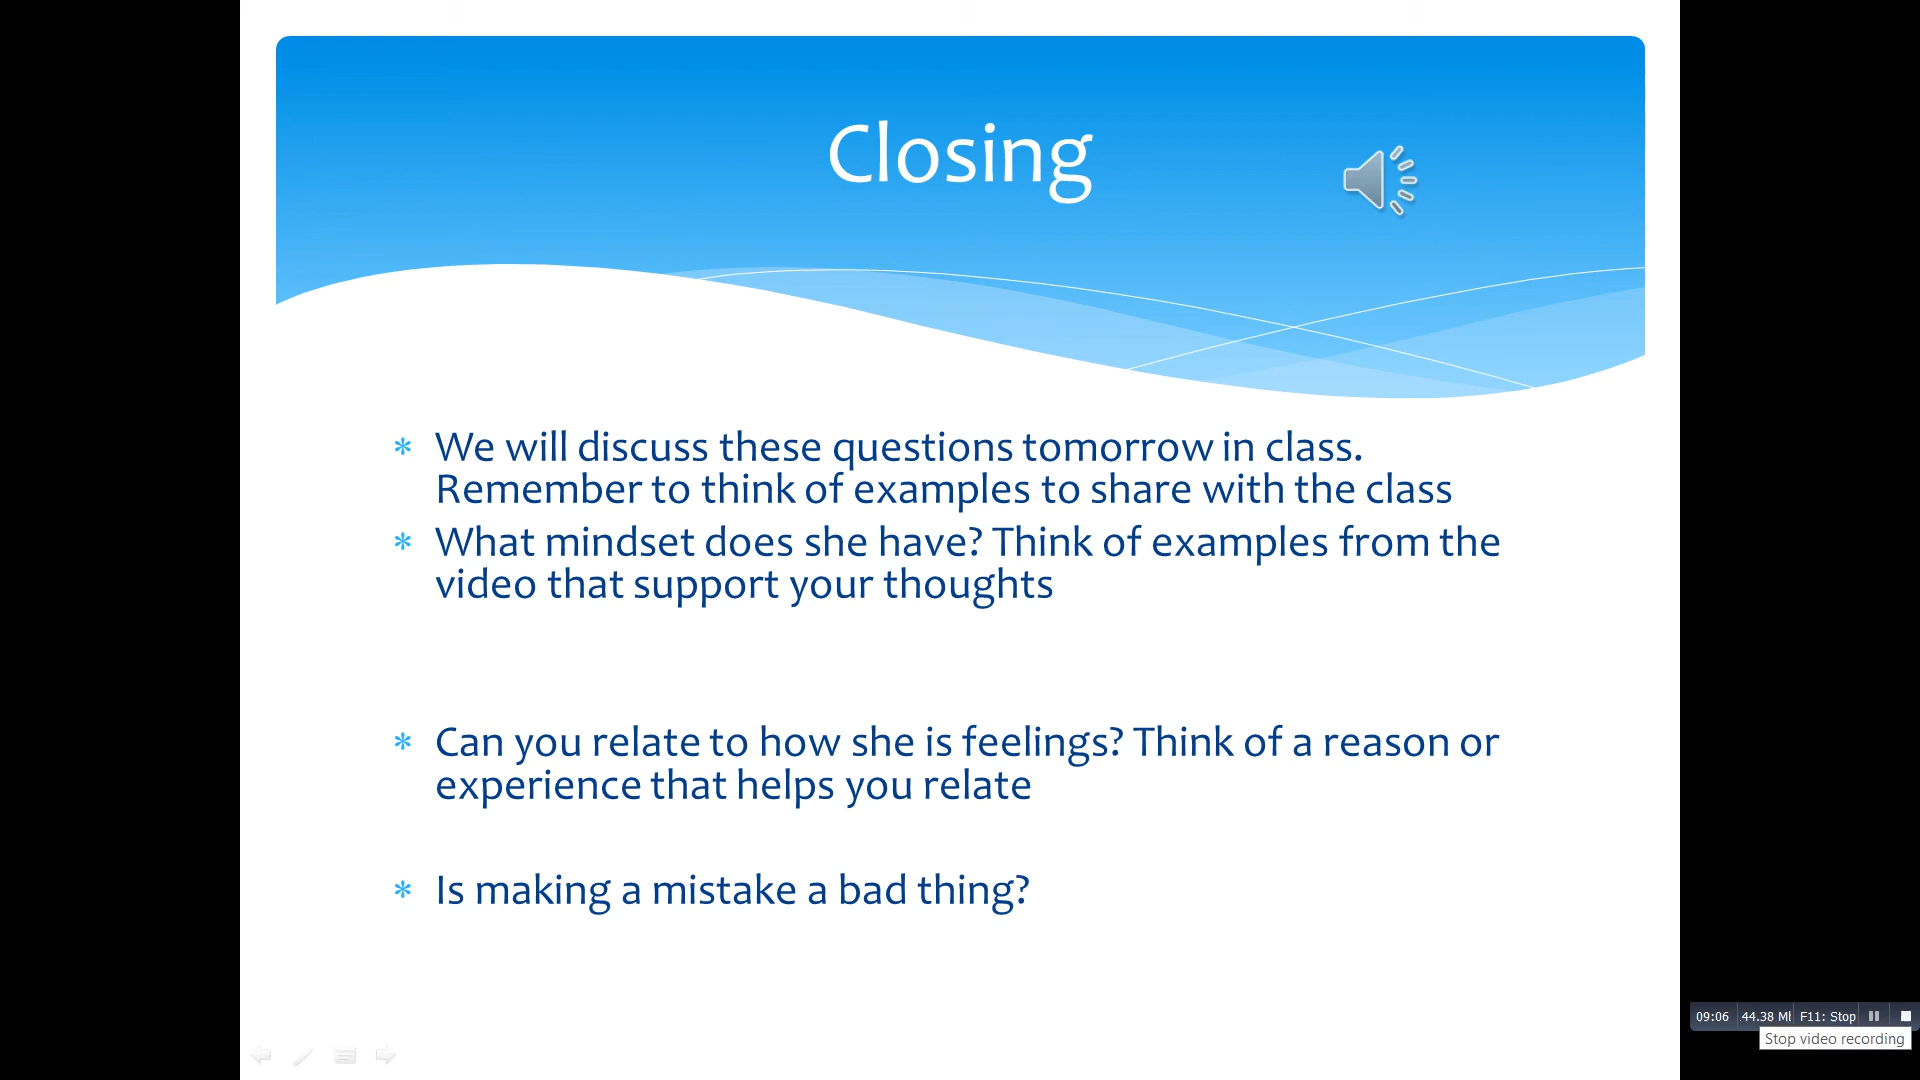 Closing
* We will discuss these questions tomorrow in class.
Remember to think of examples to share with the class
* What mindset does she have? Think of examples from the
video that support your thoughts
* Can you relate to how she is feelings? Think of a reason or
experience that helps you relate
* Is making a mistake a bad thing?
09:06 .44.38 MI F11: Stop
Stop video recording